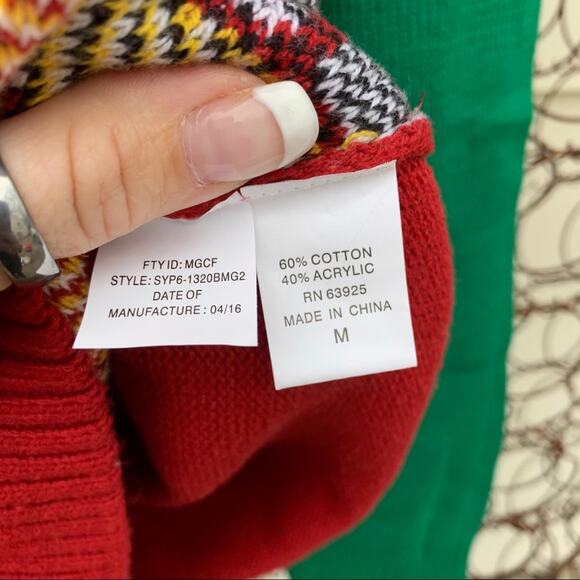 FTY ID: MGCF
STYLE: SYP6-1320BMG2
DATE OF
MANUFACTURE : 04/16
60% COTTON
40% ACRYLIC
RN 63925
MADE IN CHINA
M